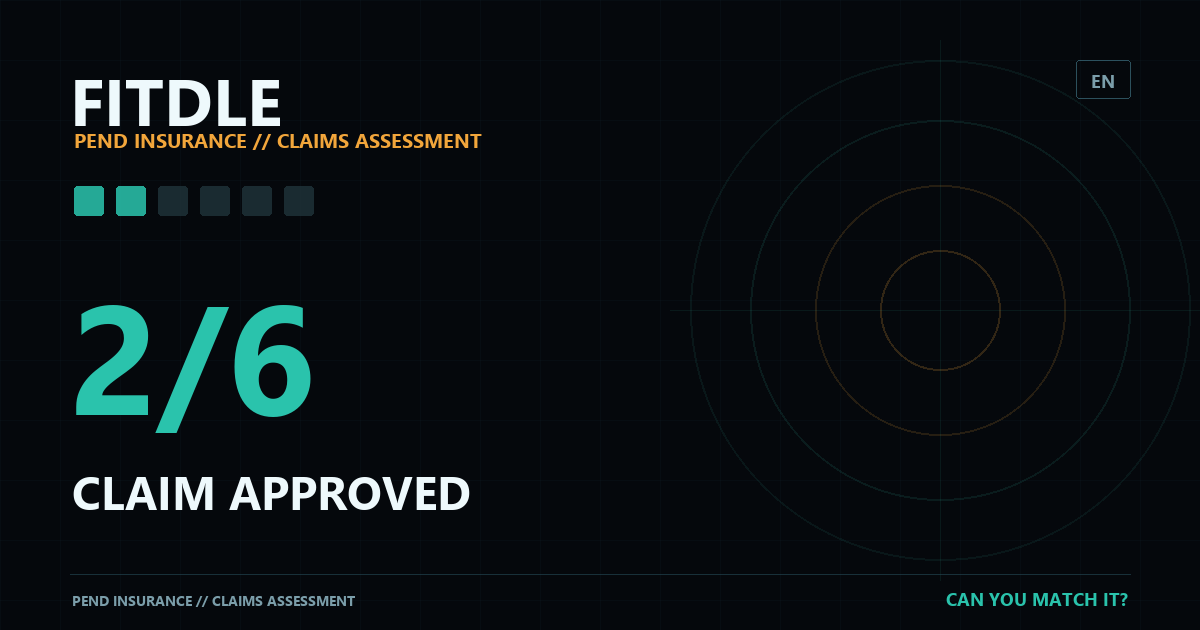 FITDLE
EN
PEND INSURANCE // CLAIMS ASSESSMENT
2/6
CLAIM APPROVED
PEND INSURANCE // CLAIMS ASSESSMENT
CAN YOU MATCH IT?